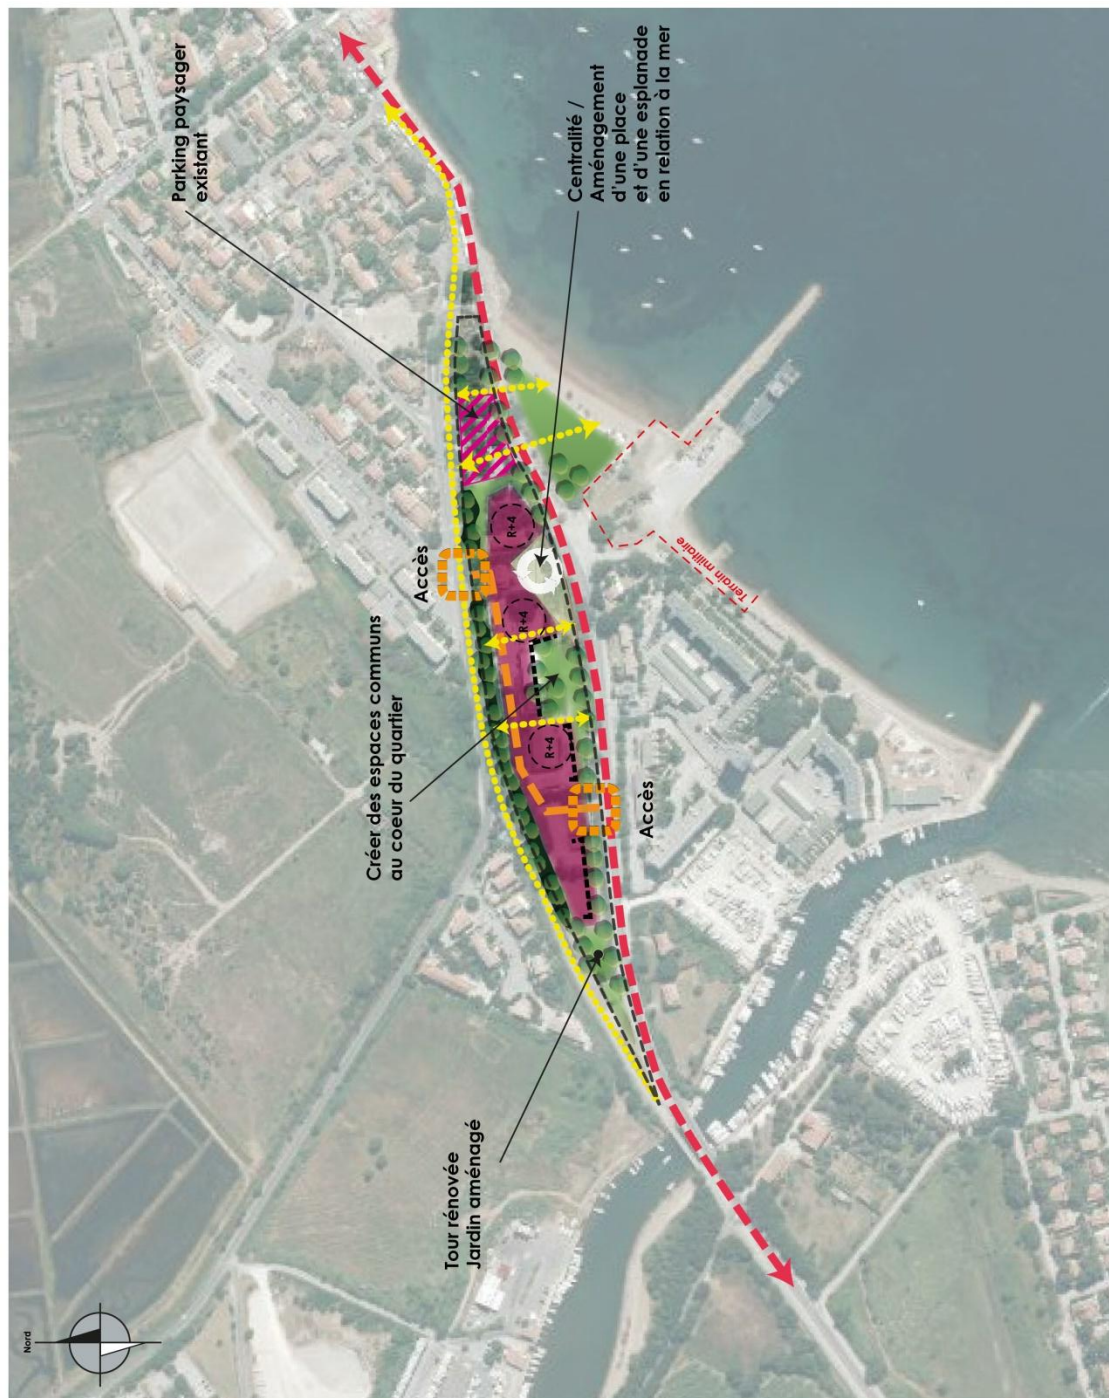 Nord
Tour rénovée
Jardin aménagé
Créer des espaces communs
au coeur du quartier
Accès
Parking paysager
existant
R+4
R+4
R+4
Accès
Centralité /
Aménagement
d'une place
et d'une esplanade
en relation à la mer
Terrain militaire